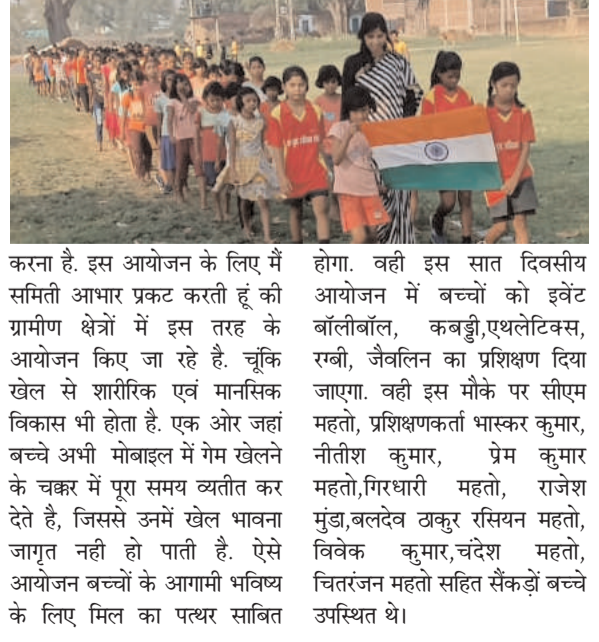 करना है. इस आयोजन के लिए मैं
समिती आभार प्रकट करती हूं की
ग्रामीण क्षेत्रों में इस तरह के
आयोजन किए जा रहे है. चूंकि
खेल से शारीरिक एवं मानसिक
विकास भी होता है. एक ओर जहां
बच्चे अभी मोबाइल में गेम खेलने
के चक्कर में पूरा समय व्यतीत कर
देते है, जिससे उनमें खेल भावना
जागृत नही हो पाती है. ऐसे
आयोजन बच्चों के आगामी भविष्य
के लिए मिल का पत्थर साबित
होगा. वही इस सात दिवसीय
आयोजन में बच्चों को इवेंट
बॉलीबॉल, कबड्डी,एथलेटिक्स,
रग्बी, जैवलिन का प्रशिक्षण दिया
जाएगा. वही इस मौके पर सीएम
महतो, प्रशिक्षणकर्ता भास्कर कुमार,
नीतीश कुमार, प्रेम कुमार
महतो,गिरधारी महतो, राजेश
मुंडा,बलदेव ठाकुर रसियन महतो,
विवेक कुमार,चंदेश महतो,
चितरंजन महतो सहित सैंकड़ों बच्चे
उपस्थित थे।